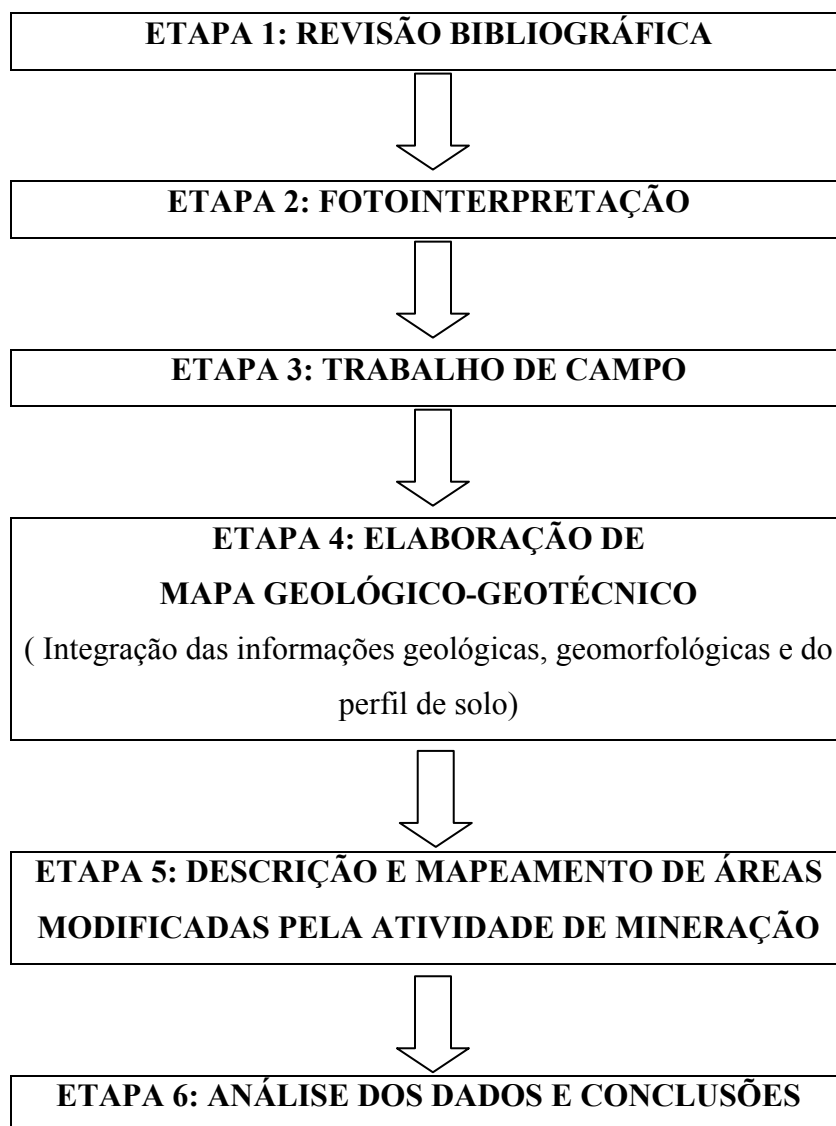 ETAPA 1: REVISÃO BIBLIOGRÁFICA
ETAPA 2: FOTOINTERPRETAÇÃO
ETAPA 3: TRABALHO DE CAMPO
ETAPA 4: ELABORAÇÃO DE
MAPA GEOLÓGICO-GEOTÉCNICO
( Integração das informações geológicas, geomorfológicas e do
perfil de solo)
ETAPA 5: DESCRIÇÃO E MAPEAMENTO DE ÁREAS
MODIFICADAS PELA ATIVIDADE DE MINERAÇÃO
ETAPA 6: ANÁLISE DOS DADOS E CONCLUSÕES